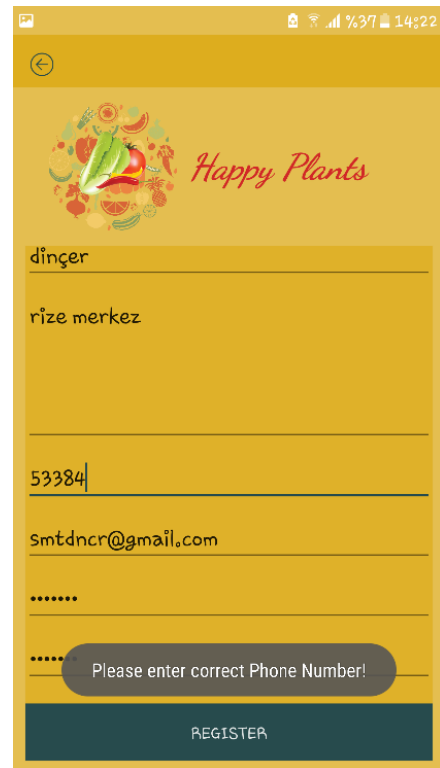 %37 14:22
Happy Plants
dinçer
rize merkez
53384
smtdncr@gmail.com
•••••••
Please enter correct Phone Number!
REGISTER